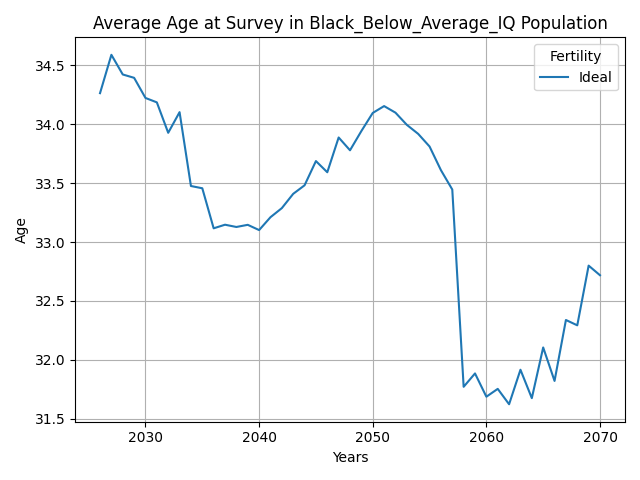 Average Age at Survey in Black_Below_Average_IQ Population
Fertility
Ideal
34.5
34.0
33.5
33.0
32.5
32.0
31.5
Age
2030
2040
2050
2060
2070
Years